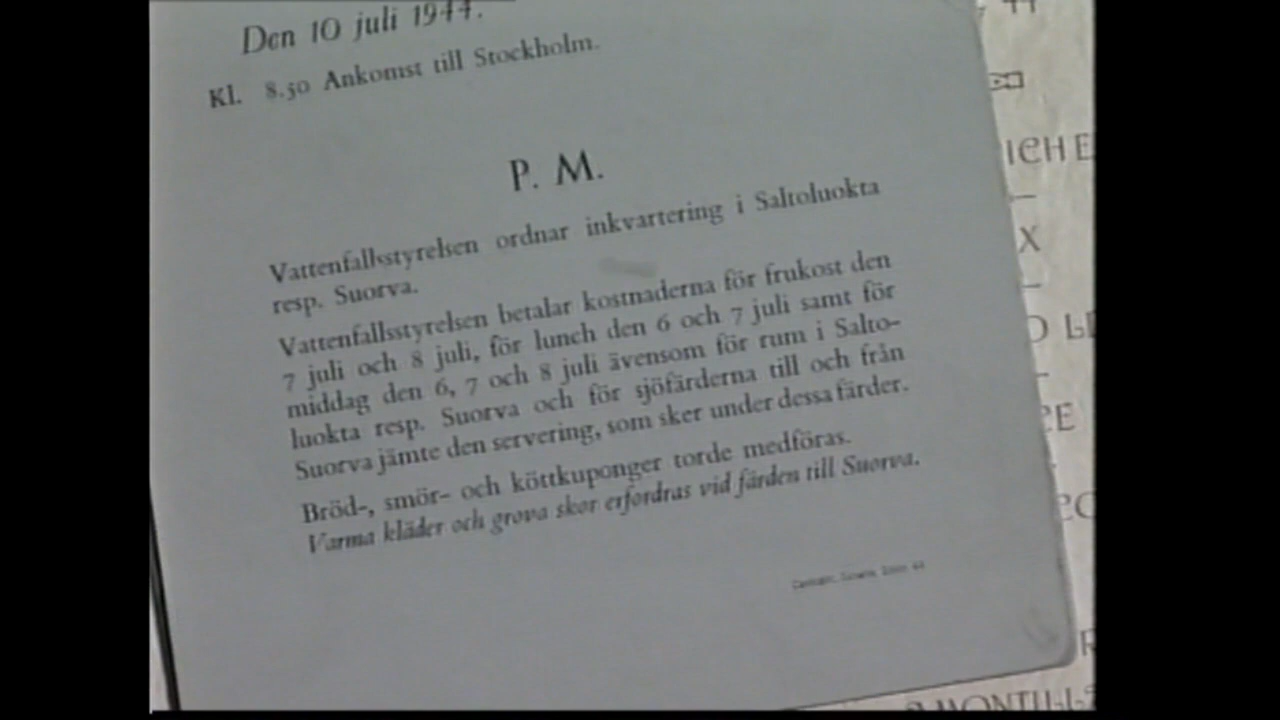 Den 10 juli 1944.
Kl. 8.50 Ankomst till Stockholm.
P. M.
Vattenfallsstyrelsen ordnar inkvartering i Saltoluokta
resp. Suorva.
Vattenfallsstyrelsen betalar kostnaderna för frukost den
7 juli och 8 juli, för lunch den 6 och 7 juli samt för
middag den 6, 7 och 8 juli ävensom för rum i Salto-
luokta resp. Suorva och för sjöfärderna till och från
Suorva jämte den servering, som sker under dessa färder.
Bröd-, smör- och köttkuponger torde medföras.
Varma kläder och grova skor erfordras vid färden till Suorva.